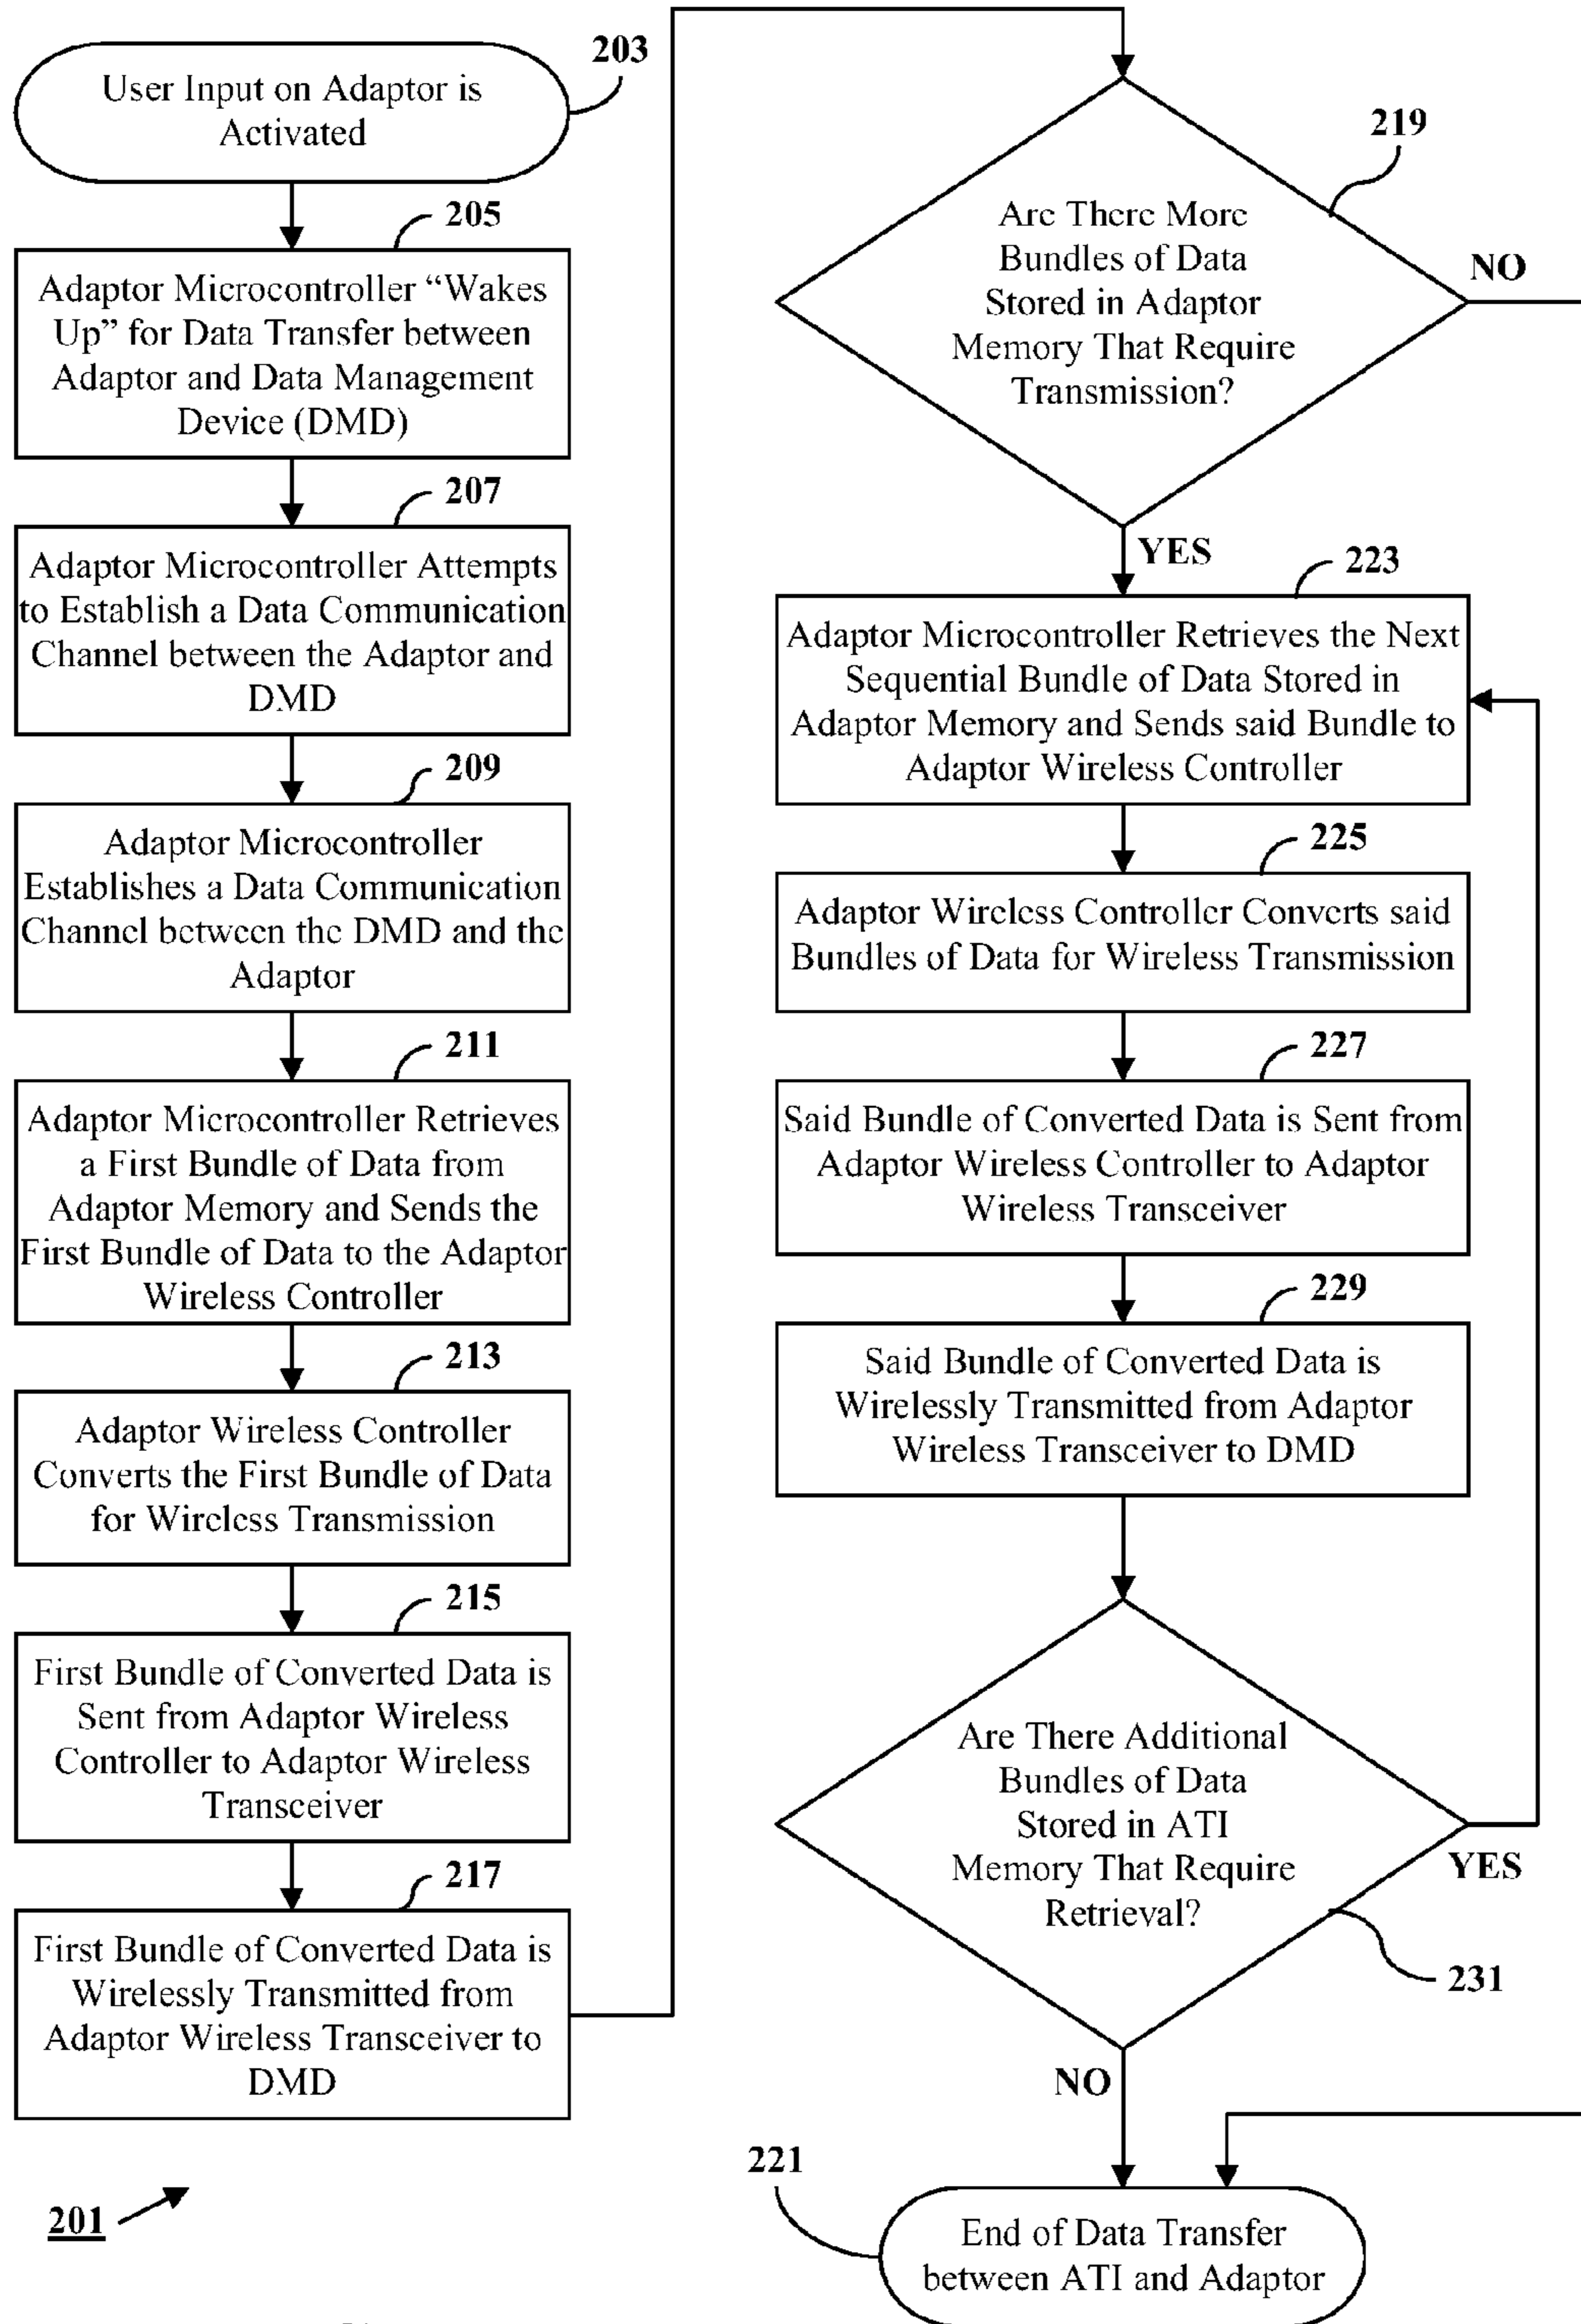 User Input on Adaptor is
Activated
203
205
Adaptor Microcontroller “Wakes
Up” for Data Transfer between
Adaptor and Data Management
Device (DMD)
207
Adaptor Microcontroller Attempts
to Establish a Data Communication
Channel between the Adaptor and
DMD
209
Adaptor Microcontroller
Establishes a Data Communication
Channel between the DMD and the
Adaptor
211
Adaptor Microcontroller Retrieves
a First Bundle of Data from
Adaptor Memory and Sends the
First Bundle of Data to the Adaptor
Wireless Controller
213
Adaptor Wireless Controller
Converts the First Bundle of Data
for Wireless Transmission
215
First Bundle of Converted Data is
Sent from Adaptor Wireless
Controller to Adaptor Wireless
Transceiver
217
First Bundle of Converted Data is
Wirelessly Transmitted from
Adaptor Wireless Transceiver to
DMD
201
219
Are There More
Bundles of Data
Stored in Adaptor
Memory That Require
Transmission?
NO
YES
223
Adaptor Microcontroller Retrieves the Next
Sequential Bundle of Data Stored in
Adaptor Memory and Sends said Bundle to
Adaptor Wireless Controller
225
Adaptor Wireless Controller Converts said
Bundles of Data for Wireless Transmission
227
Said Bundle of Converted Data is Sent from
Adaptor Wireless Controller to Adaptor
Wireless Transceiver
229
Said Bundle of Converted Data is
Wirelessly Transmitted from Adaptor
Wireless Transceiver to DMD
Are There Additional
Bundles of Data
Stored in ATI
Memory That Require
Retrieval?
YES
231
NO
221
End of Data Transfer
between ATI and Adaptor